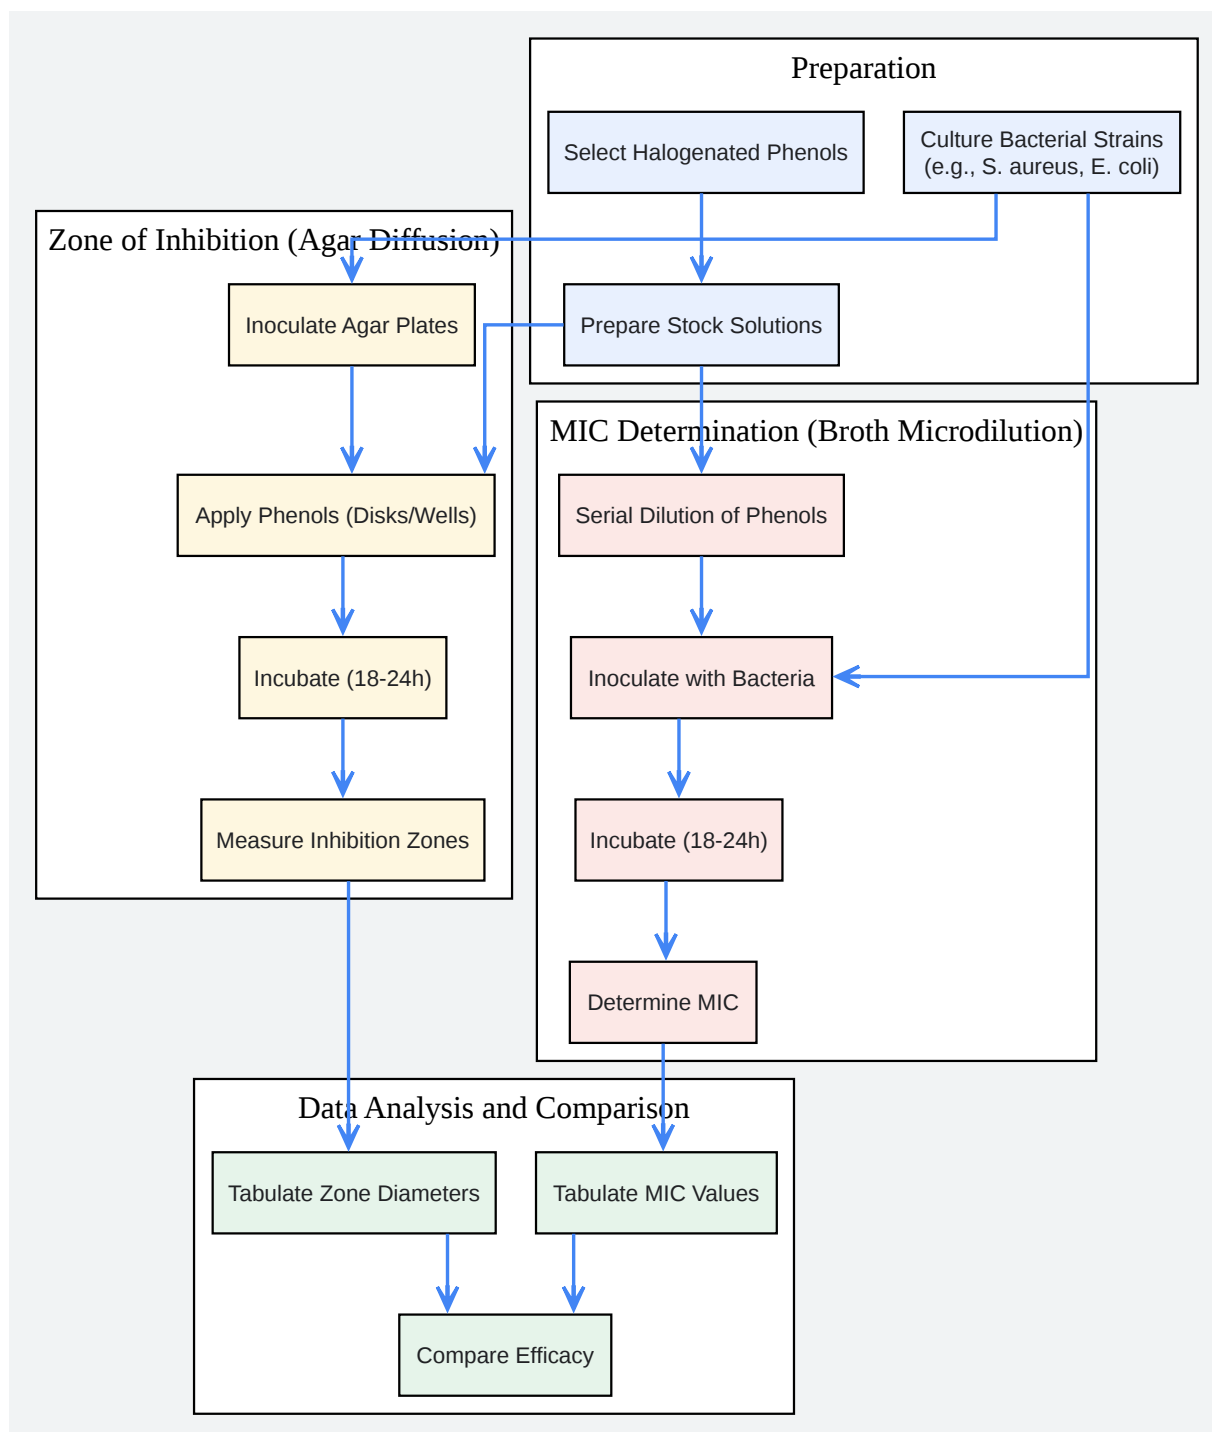 Preparation
Select Halogenated Phenols
Culture Bacterial Strains
(e.g., S. aureus, E. coli)
Prepare Stock Solutions
Zone of Inhibition (Agar Diffusion)
Inoculate Agar Plates
Apply Phenols (Disks/Wells)
Incubate (18-24h)
Measure Inhibition Zones
MIC Determination (Broth Microdilution)
Serial Dilution of Phenols
Inoculate with Bacteria
Incubate (18-24h)
Determine MIC
Data Analysis and Comparison
Tabulate Zone Diameters
Tabulate MIC Values
Compare Efficacy